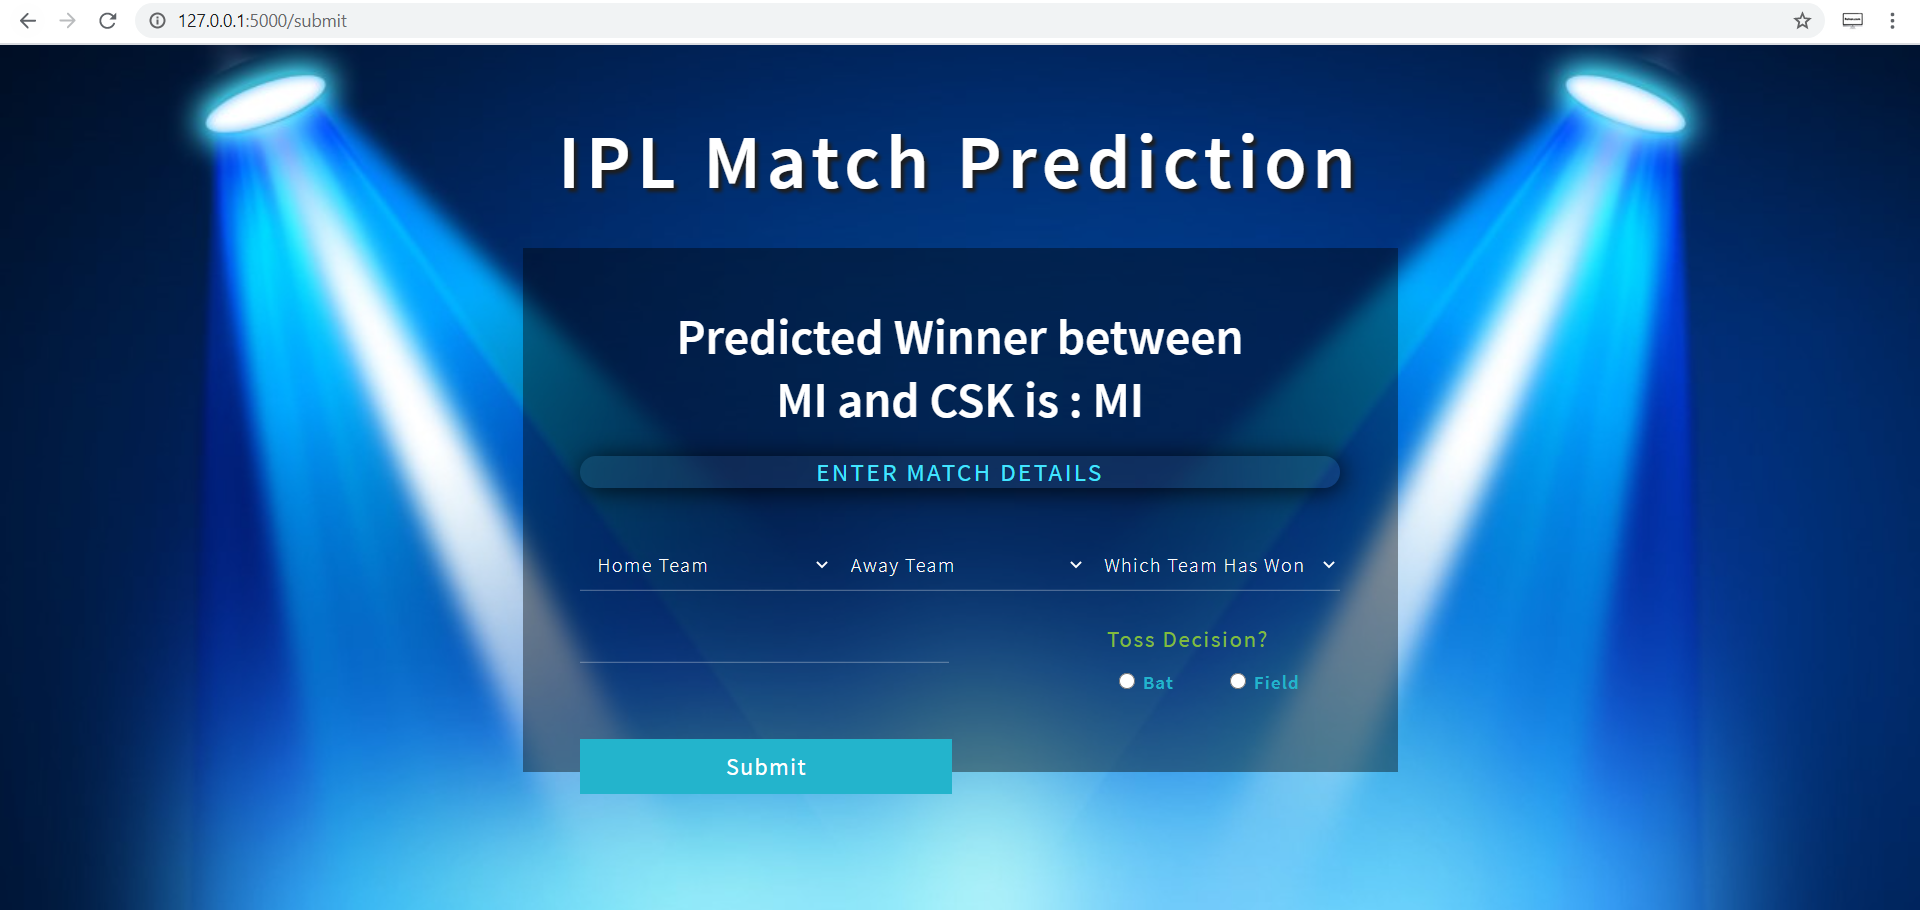 127.0.0.1:5000/submit
IPL Match Prediction
Predicted Winner between
MI and CSK is : MI
ENTER MATCH DETAILS
Home Team
Away Team
Which Team Has Won
Toss Decision?
Bat
Field
Submit